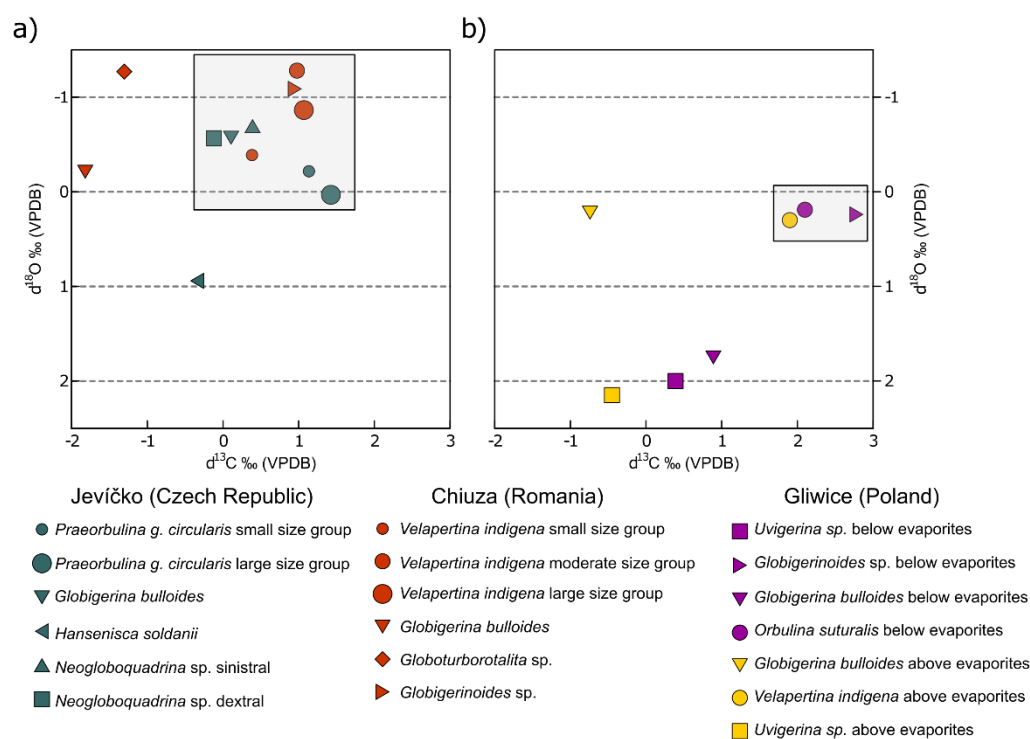 a)
b)
-1
0
1
2
-2
-1
0
1
2
3
d18O ‰ (VPDB)
d13C ‰ (VPDB)
-1
0
1
2
-2
-1
0
1
2
3
d18O ‰ (VPDB)
d13C ‰ (VPDB)
Jevíčko (Czech Republic)
Praeorbulina g. circularis small size group
Praeorbulina g. circularis large size group
Globigerina bulloides
Hansenisca soldanii
Neogloboquadrina sp. sinistral
Neogloboquadrina sp. dextral
Chiuza (Romania)
Velapertina indigena small size group
Velapertina indigena moderate size group
Velapertina indigena large size group
Globigerina bulloides
Globoturborotalita sp.
Globigerinoides sp.
Gliwice (Poland)
Uvigerina sp. below evaporites
Globigerinoides sp. below evaporites
Globigerina bulloides below evaporites
Orbulina suturalis below evaporites
Globigerina bulloides above evaporites
Velapertina indigena above evaporites
Uvigerina sp. above evaporites